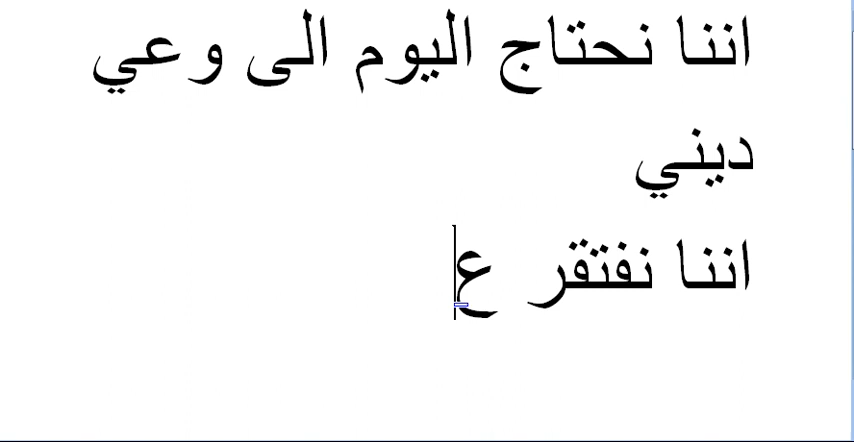 اننا نحتاج اليوم الى وعي
ديني
اننا نفتقر ع